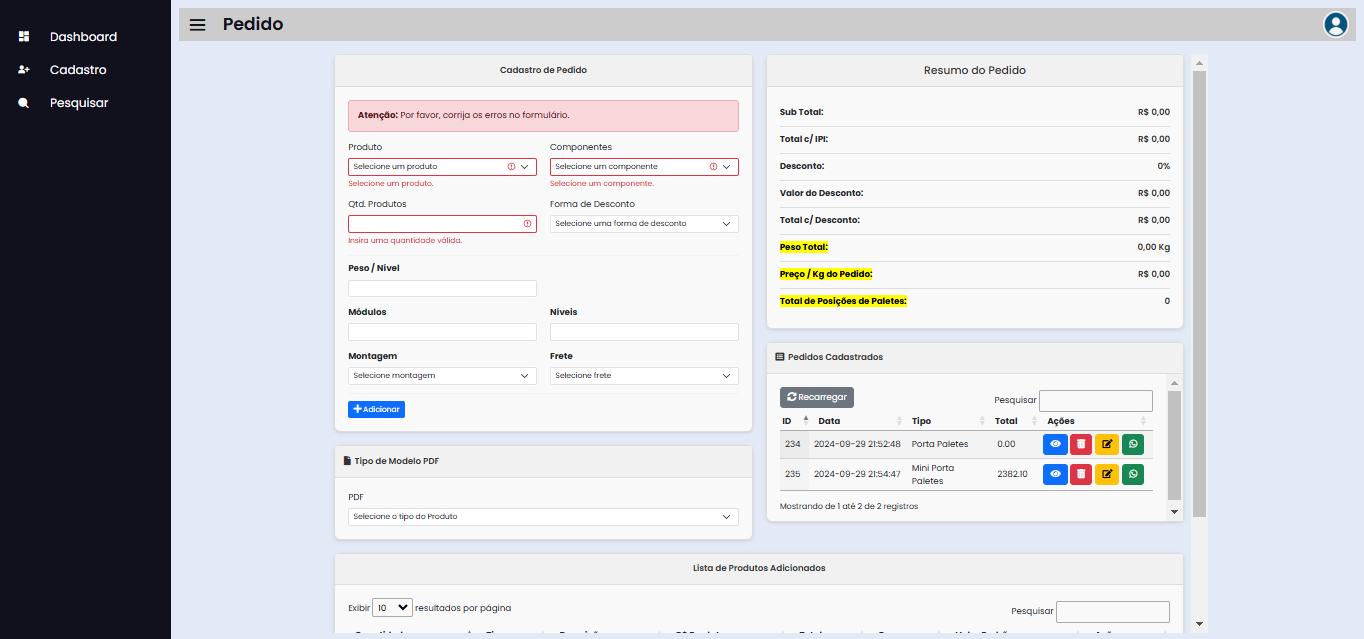 Dashboard
Cadastro
Pesquisar
Pedido
Cadastro de Pedido
Atenção: Por favor, corrija os erros no formulário.
Produto
Componentes
Selecione um produto
Selecione um componente
Selecione um produto.
Selecione um componente.
Qtd. Produtos
Forma de Desconto
Selecione uma forma de desconto
Insira uma quantidade válida.
Peso / Nível
Módulos
Níveis
Montagem
Frete
Selecione montagem
Selecione frete
Adicionar
Tipo de Modelo PDF
PDF
Selecione o tipo do Produto
Resumo do Pedido
Sub Total: R$ 0,00
Total c/ IPI: R$ 0,00
Desconto: 0%
Valor do Desconto: R$ 0,00
Total c/ Desconto: R$ 0,00
Peso Total: 0,00 Kg
Preço / Kg do Pedido: R$ 0,00
Total de Posições de Paletes: 0
Pedidos Cadastrados
Recarregar
Pesquisar
ID Data Tipo Total Ações
234 2024-09-29 21:52:48 Porta Paletes 0.00
235 2024-09-29 21:54:47 Mini Porta Paletes 2382.10
Mostrando de 1 até 2 de 2 registros
Lista de Produtos Adicionados
Exibir 10 resultados por página
Pesquisar